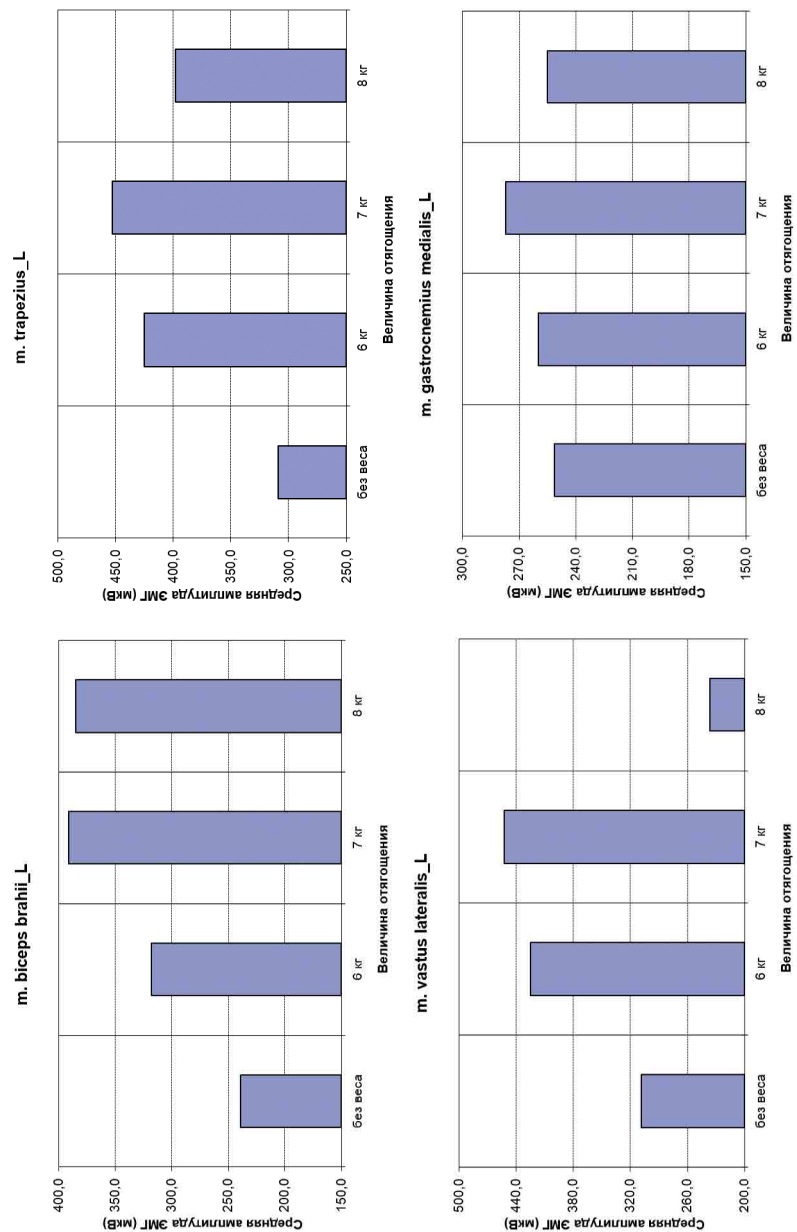 m. biceps brahii_L
Средняя амплитуда ЭМГ (мкВ)
400,0
350,0
300,0
250,0
200,0
150,0
без веса
6 кг
7 кг
8 кг
Величина отягощения
m. trapezius_L
Средняя амплитуда ЭМГ (мкВ)
500,0
450,0
400,0
350,0
300,0
250,0
без веса
6 кг
7 кг
8 кг
Величина отягощения
m. vastus lateralis_L
Средняя амплитуда ЭМГ (мкВ)
500,0
440,0
380,0
320,0
260,0
200,0
без веса
6 кг
7 кг
8 кг
Величина отягощения
m. gastrocnemius medialis_L
Средняя амплитуда ЭМГ (мкВ)
300,0
270,0
240,0
210,0
180,0
150,0
без веса
6 кг
7 кг
8 кг
Величина отягощения